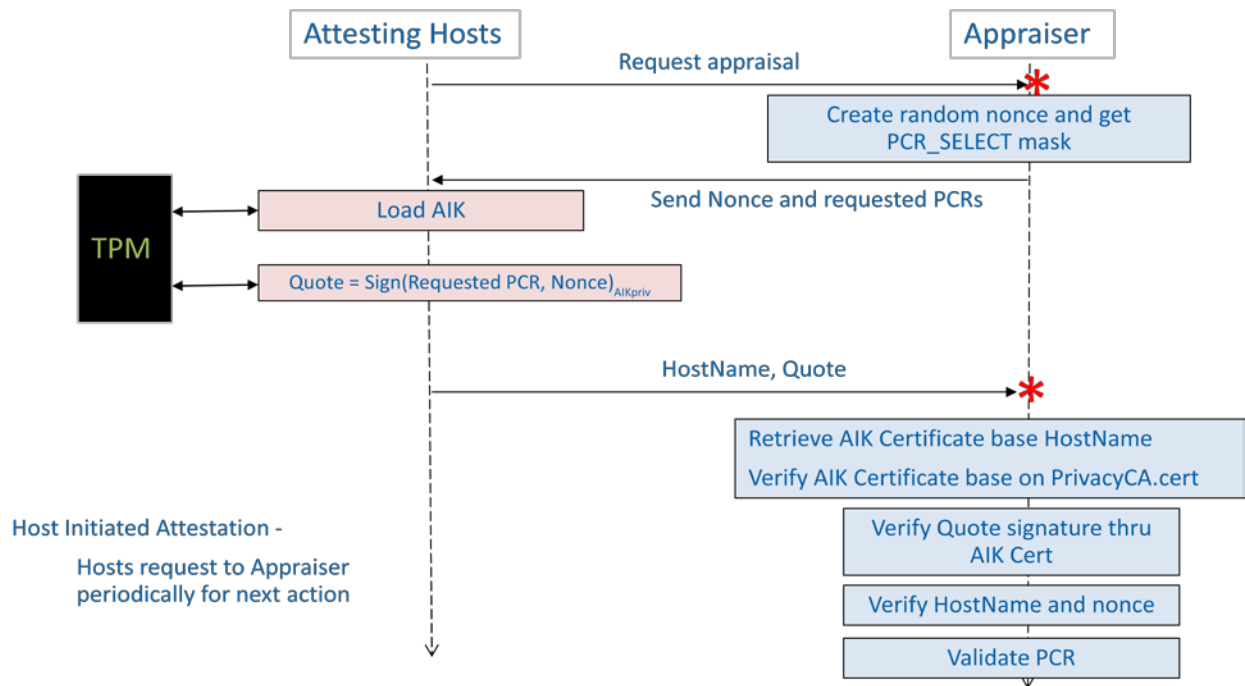 Attesting Hosts
Appraiser
Request appraisal
Create random nonce and get
PCR_SELECT mask
Send Nonce and requested PCRs
TPM
Load AIK
Quote = Sign(Requested PCR, Nonce)AIKpriv
HostName, Quote
Retrieve AIK Certificate base HostName
Verify AIK Certificate base on PrivacyCA.cert
Host Initiated Attestation -
Hosts request to Appraiser
periodically for next action
Verify Quote signature thru
AIK Cert
Verify HostName and nonce
Validate PCR